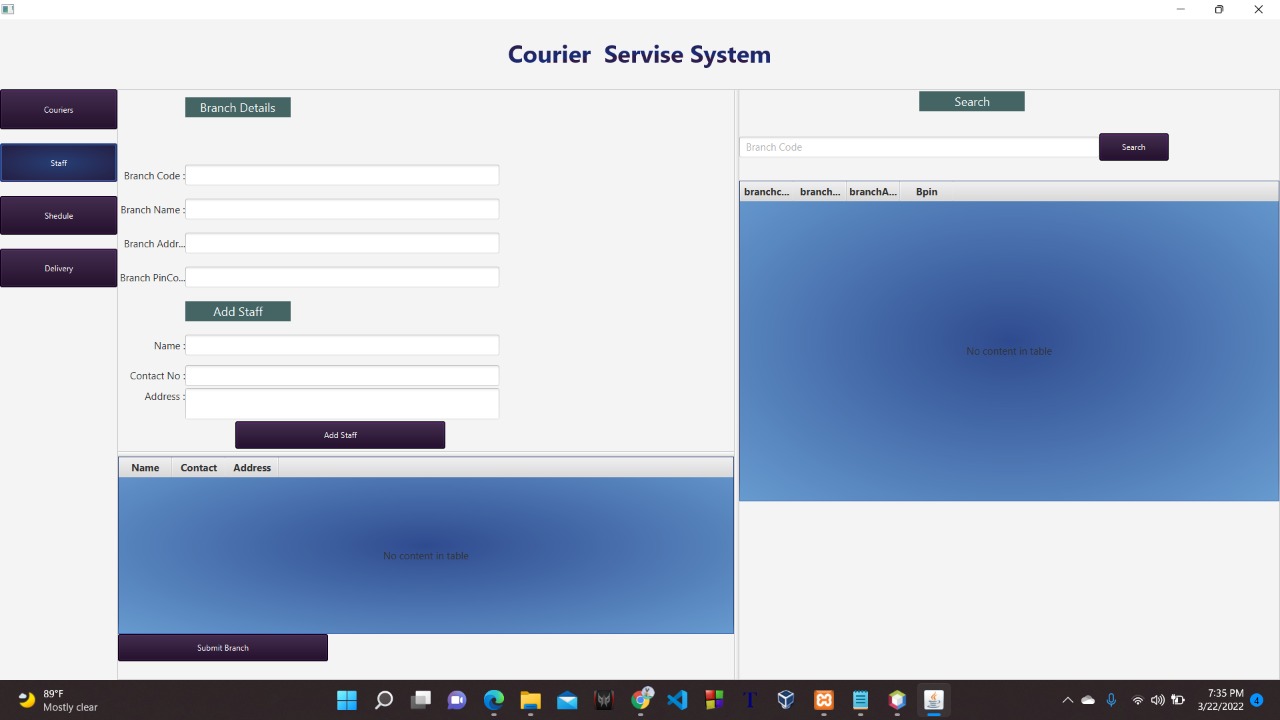 Courier  Servise System
Couriers
Staff
Shedule
Delivery
Branch Details
Branch Code :
Branch Name :
Branch Addr...
Branch PinCo...
Add Staff
Name :
Contact No :
Address :
Add Staff
Name Contact Address
No content in table
Submit Branch
Search
Branch Code Search
branchc... branch... branchA... Bpin
No content in table
89°F
Mostly clear
7:35 PM
3/22/2022
4